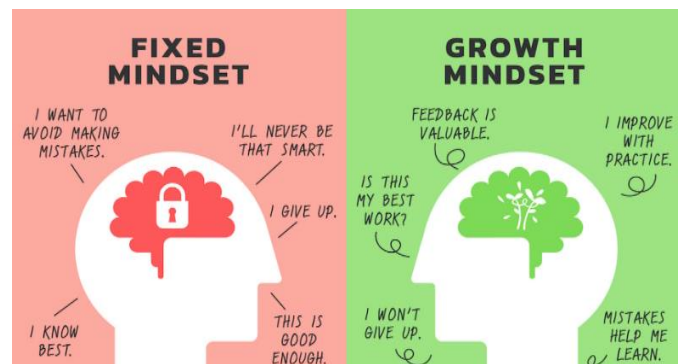 FIXED
MINDSET
I WANT TO
AVOID MAKING
MISTAKES.
I'LL NEVER BE
THAT SMART.
I GIVE UP.
I KNOW
BEST.
THIS IS
GOOD
ENOUGH.
GROWTH
MINDSET
FEEDBACK IS
VALUABLE.
I IMPROVE
WITH
PRACTICE.
IS THIS
MY BEST
WORK?
I WON'T
GIVE UP.
MISTAKES
HELP ME
LEARN.